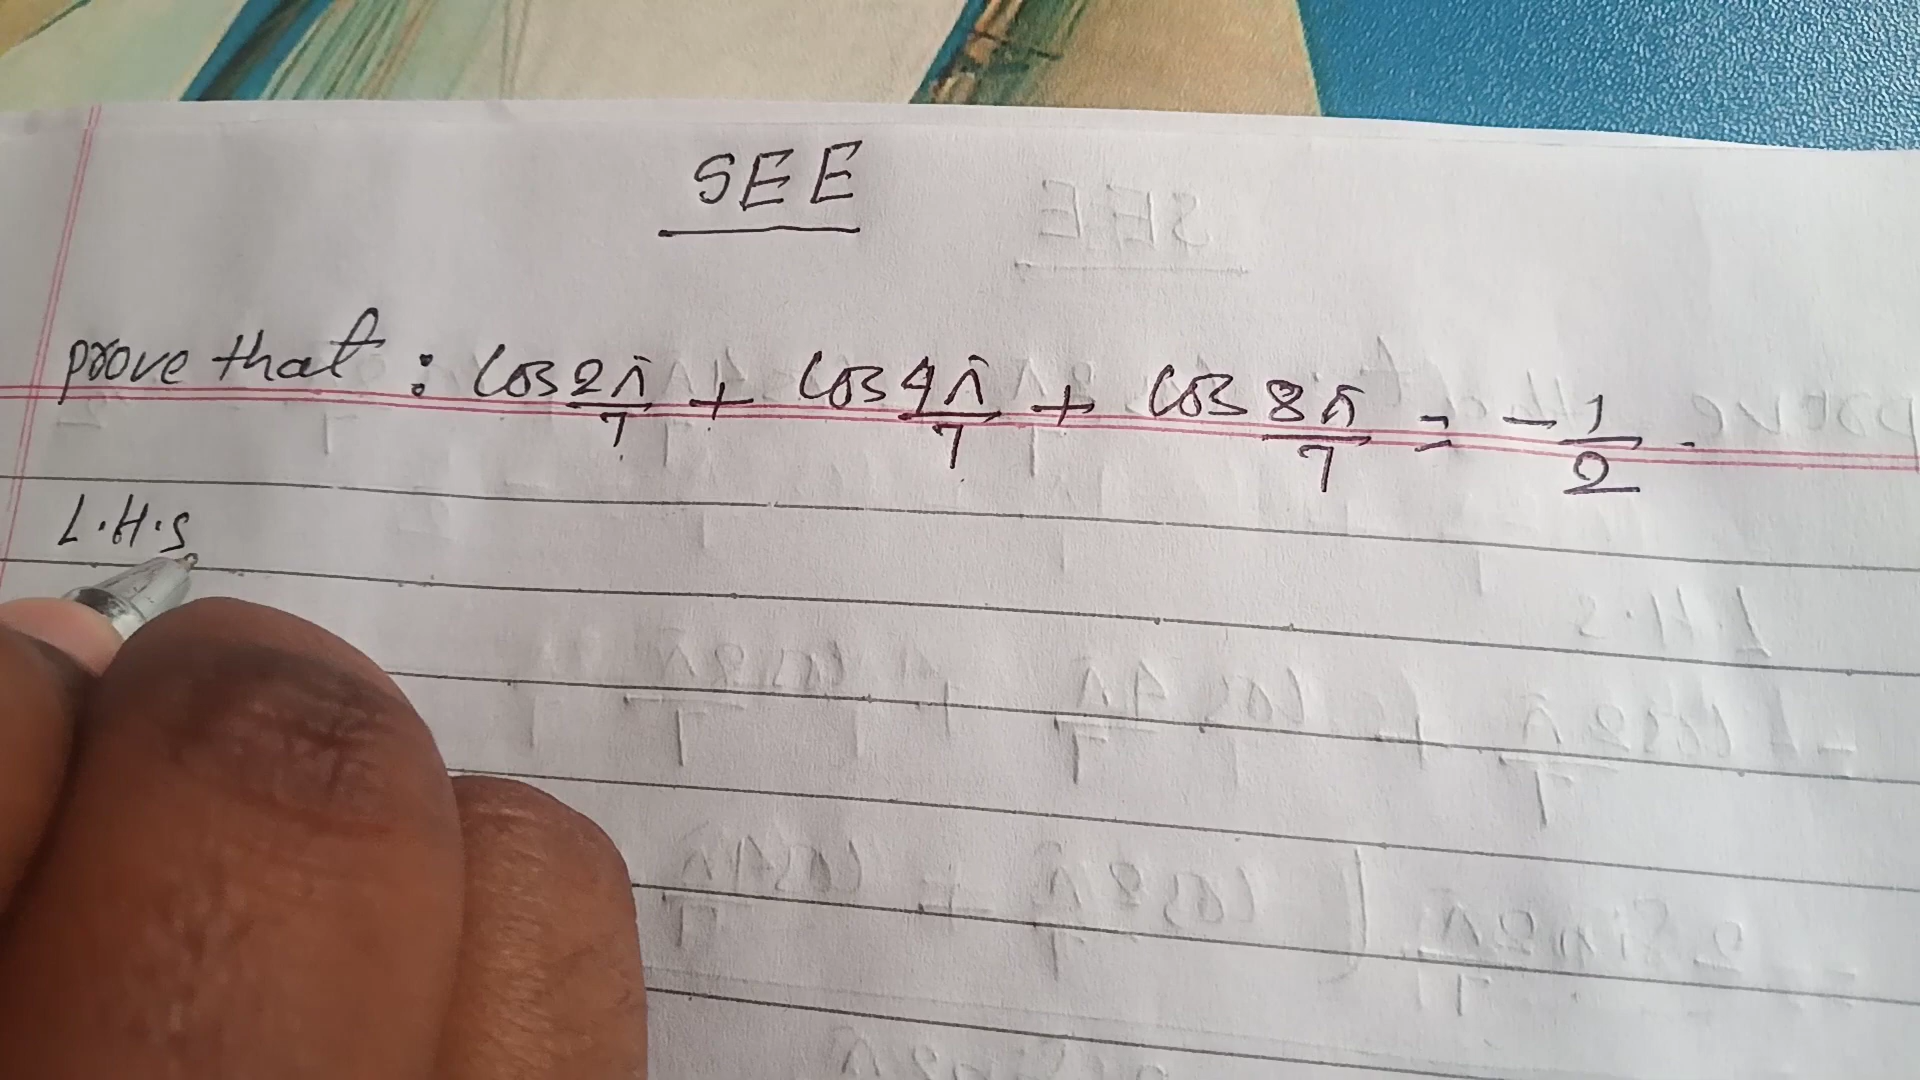 SEE
prove that : cos 2π/7 + cos 4π/7 + cos 8π/7 = -1/2.
L.H.S